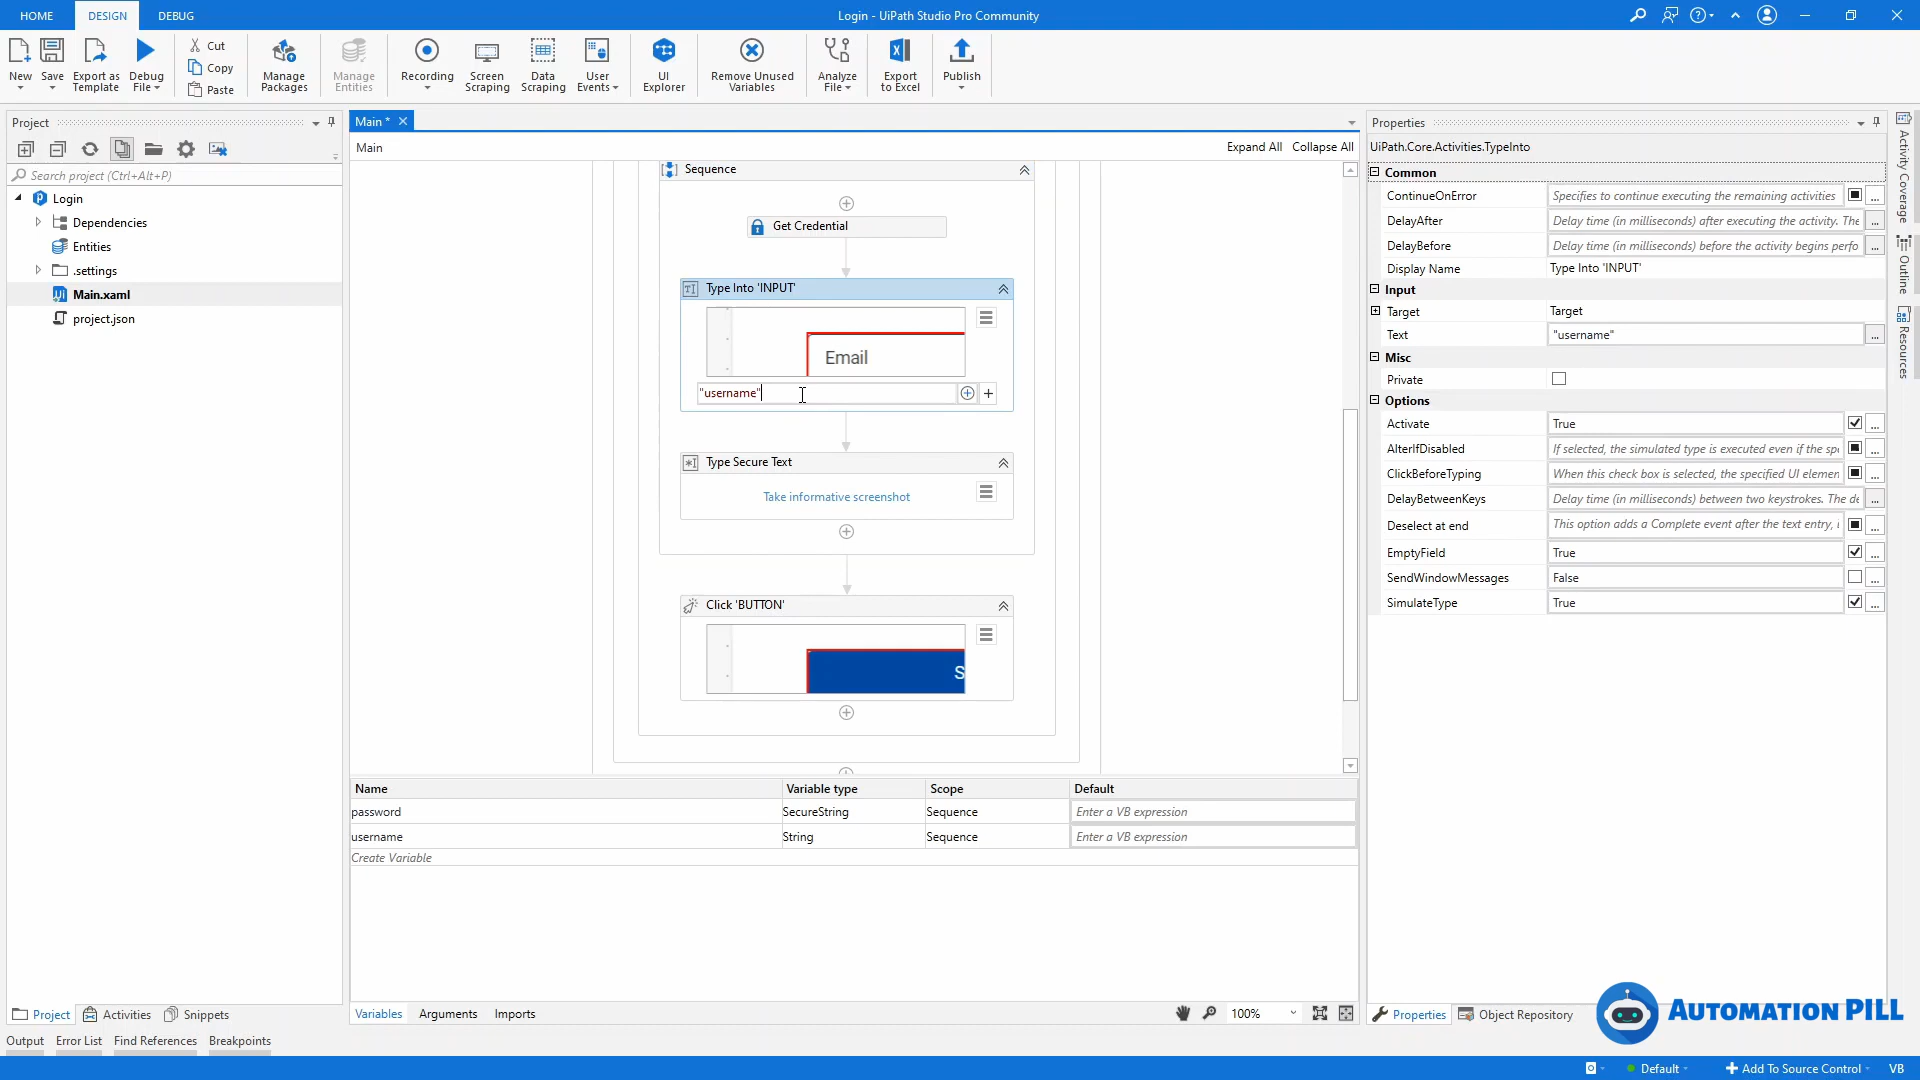 HOME DESIGN DEBUG
Login - UiPath Studio Pro Community
New
Save
Export as Template
Debug File
Cut
Copy
Paste
Manage Packages
Manage Entities
Recording
Screen Scraping
Data Scraping
User Events
UI Explorer
Remove Unused Variables
Analyze File
Export to Excel
Publish
Project
Search project (Ctrl+Alt+P)
Login
Dependencies
Entities
.settings
Main.xaml
project.json
Main *
Main
Expand All Collapse All
Sequence
Get Credential
Type Into 'INPUT'
Email
"username"
Type Secure Text
Take informative screenshot
Click 'BUTTON'
S
Name Variable type Scope Default
password SecureString Sequence Enter a VB expression
username String Sequence Enter a VB expression
Create Variable
Variables Arguments Imports
100%
Properties
UiPath.Core.Activities.TypeInto
Common
ContinueOnError Specifies to continue executing the remaining activities
DelayAfter Delay time (in milliseconds) after executing the activity. The
DelayBefore Delay time (in milliseconds) before the activity begins perfo
Display Name Type Into 'INPUT'
Input
Target Target
Text "username"
Misc
Private
Options
Activate True
AlterIfDisabled If selected, the simulated type is executed even if the spe
ClickBeforeTyping When this check box is selected, the specified UI elemen
DelayBetweenKeys Delay time (in milliseconds) between two keystrokes. The de
Deselect at end This option adds a Complete event after the text entry, i
EmptyField True
SendWindowMessages False
SimulateType True
Activity Coverage
Outline
Resources
Project Activities Snippets
Properties Object Repository
AUTOMATION PILL
Output Error List Find References Breakpoints
Default Add To Source Control VB